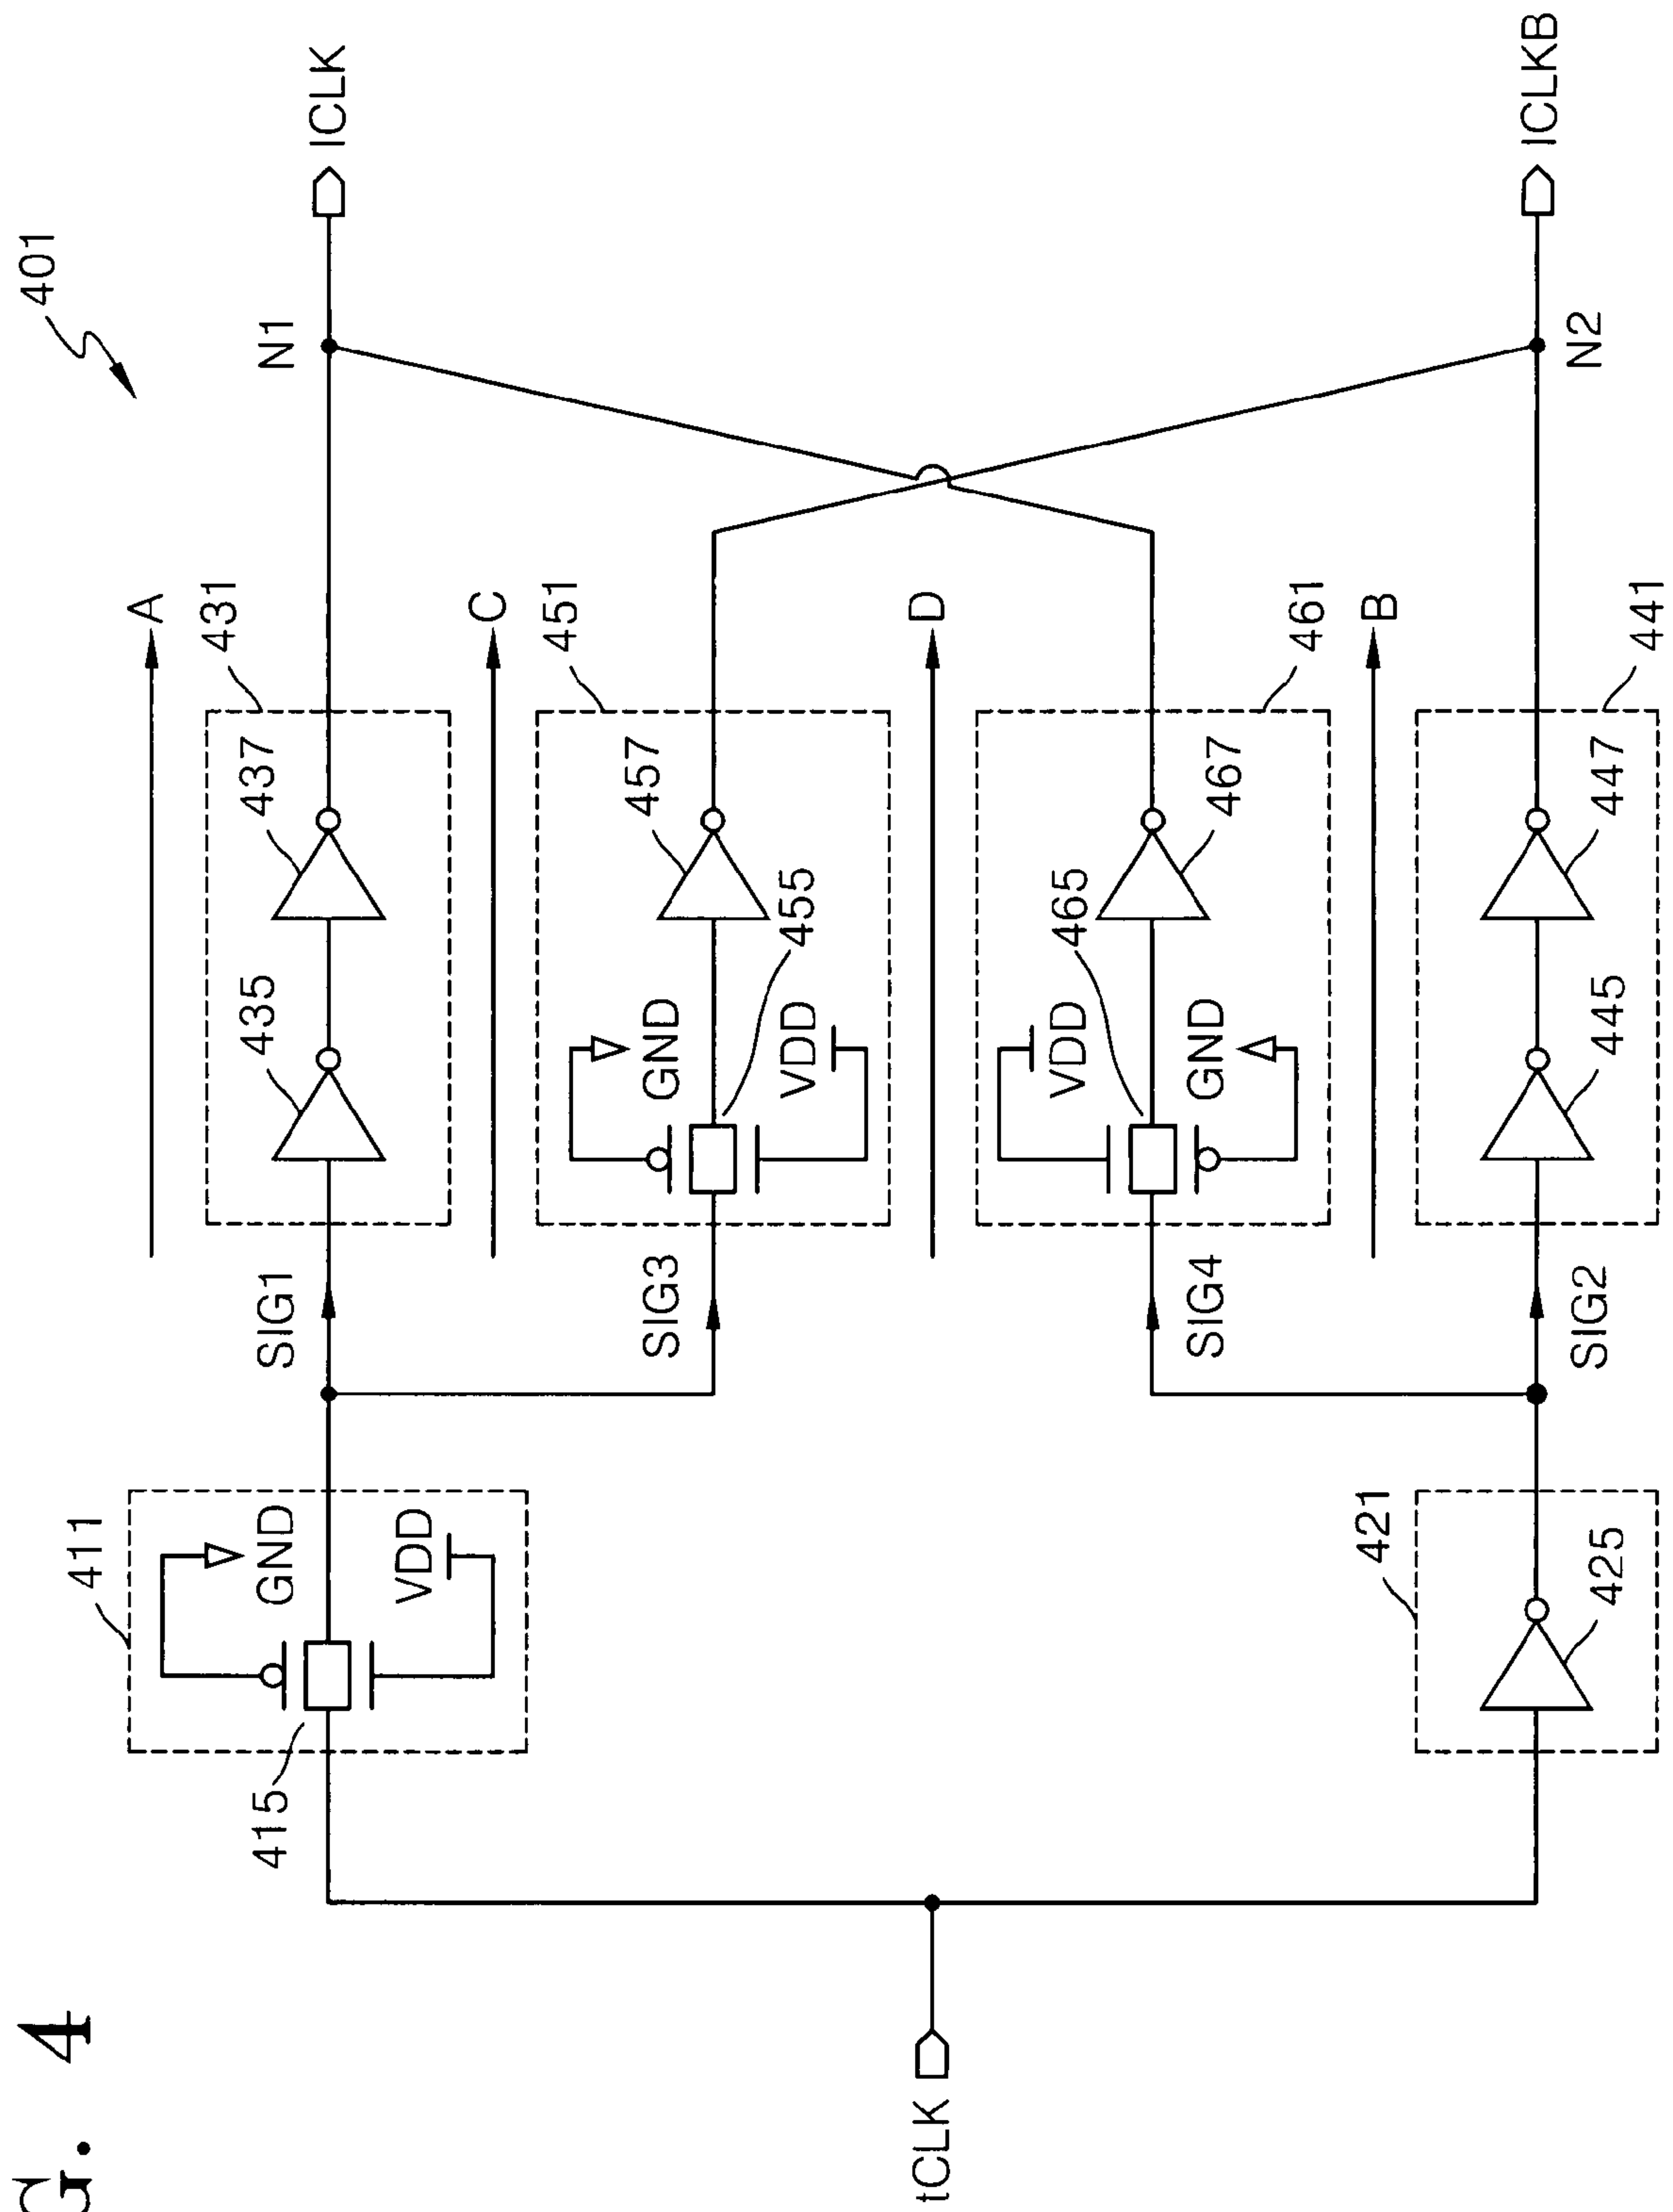 G. 4
401
411
GND
VDD
415
SIG1
A
431
435
437
N1
ICLK
C
451
SIG3
GND
VDD
455
457
tCLK
D
461
SIG4
VDD
GND
465
467
B
441
421
425
SIG2
445
447
N2
ICLKB